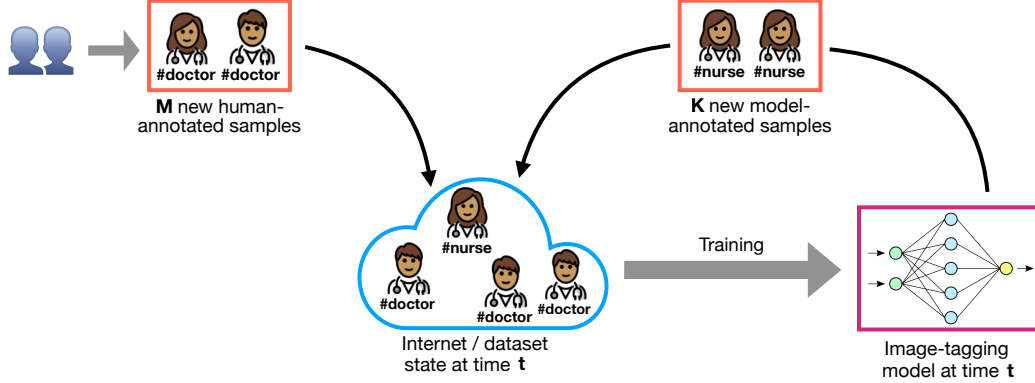 #doctor #doctor
M new human-
annotated samples
#nurse #nurse
K new model-
annotated samples
#nurse
#doctor
#doctor
#doctor
Internet / dataset
state at time t
Training
Image-tagging
model at time t